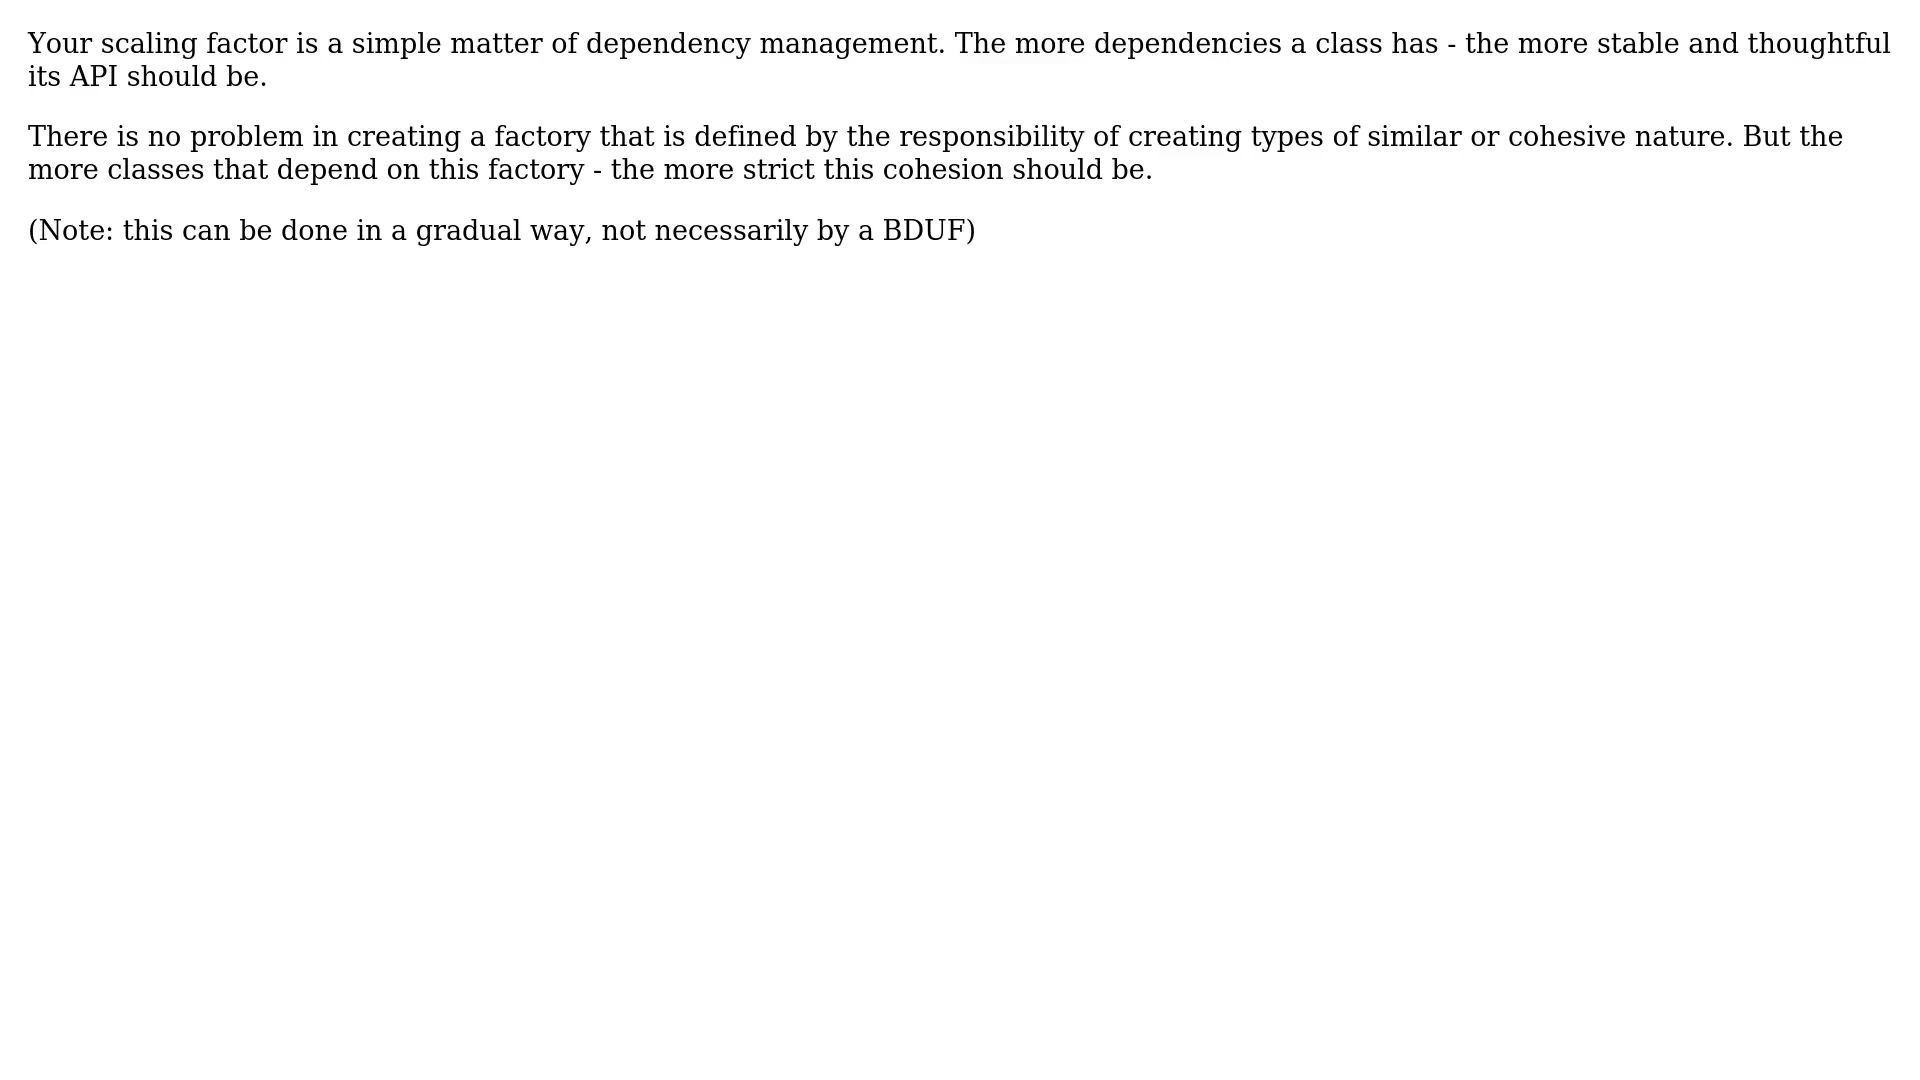 Your scaling factor is a simple matter of dependency management. The more dependencies a class has - the more stable and thoughtful
its API should be.
There is no problem in creating a factory that is defined by the responsibility of creating types of similar or cohesive nature. But the
more classes that depend on this factory - the more strict this cohesion should be.
(Note: this can be done in a gradual way, not necessarily by a BDUF)